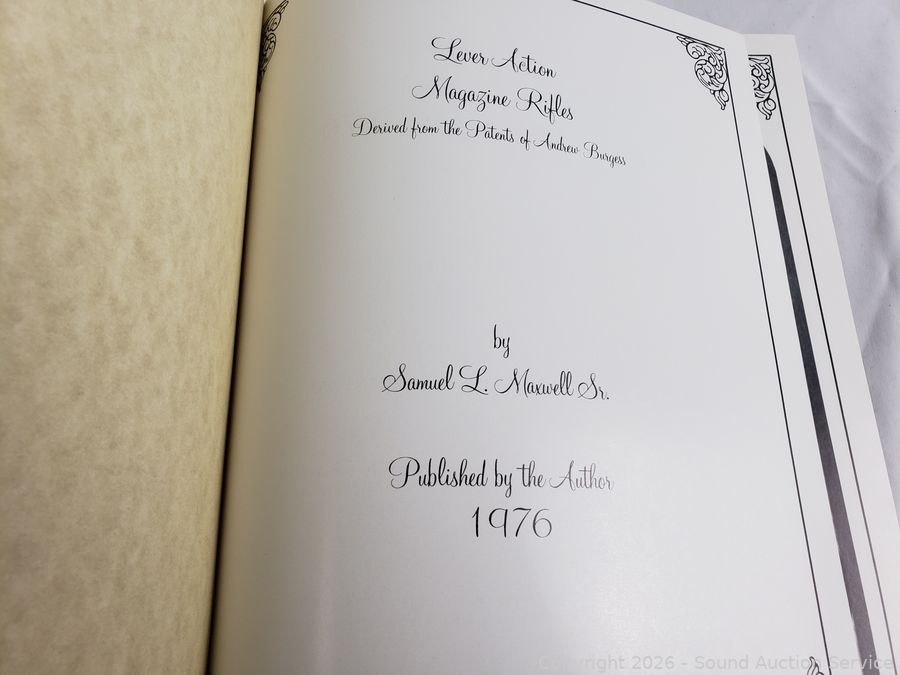 Lever Action
Magazine Rifles
Derived from the Patents of Andrew Burgess
by
Samuel L. Maxwell Sr.
Published by the Author
1976
Copyright 2026 - Sound Auction Service